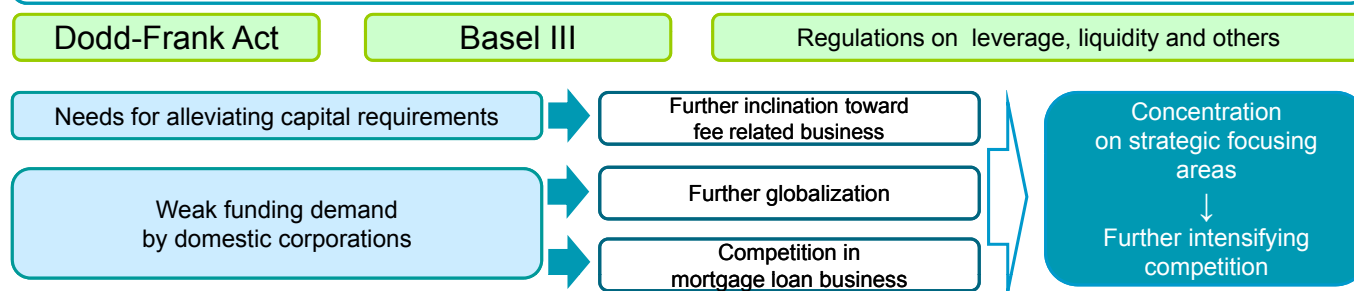 Dodd-Frank Act
Basel III
Regulations on leverage, liquidity and others
Needs for alleviating capital requirements
Further inclination toward
fee related business
Weak funding demand
by domestic corporations
Further globalization
Competition in
mortgage loan business
Concentration
on strategic focusing
areas
↓
Further intensifying
competition